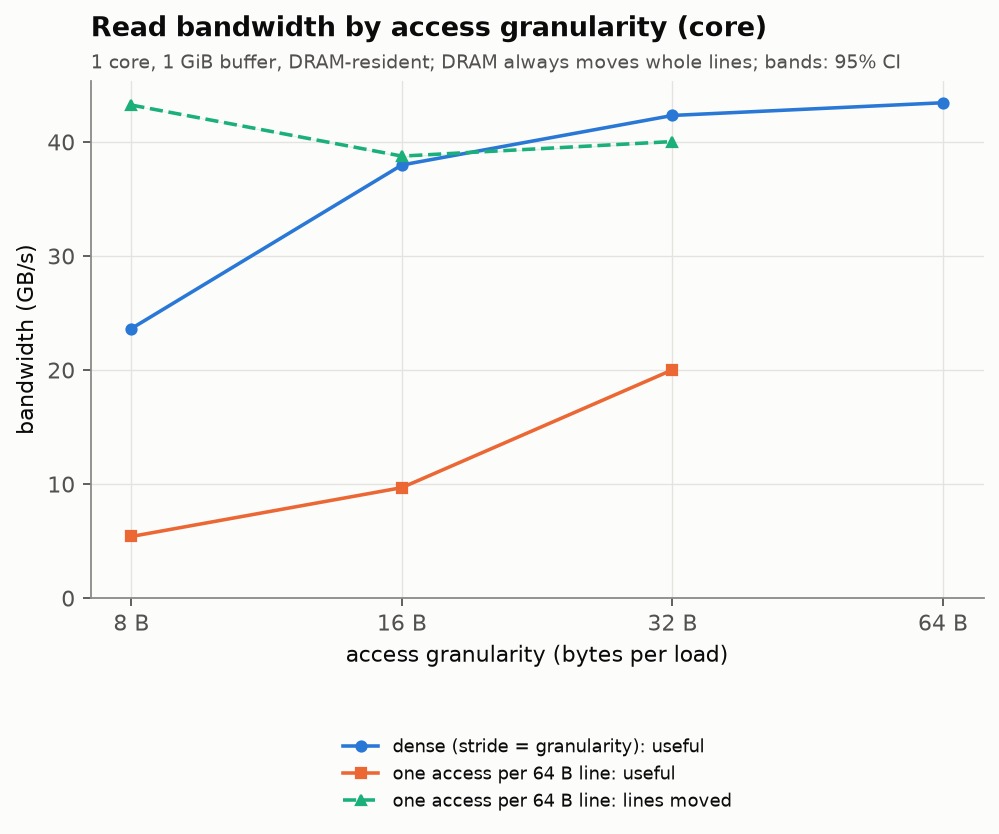 Read bandwidth by access granularity (core)
1 core, 1 GiB buffer, DRAM-resident; DRAM always moves whole lines; bands: 95% CI
bandwidth (GB/s)
40
30
20
10
0
8 B
16 B
32 B
64 B
access granularity (bytes per load)
dense (stride = granularity): useful
one access per 64 B line: useful
one access per 64 B line: lines moved